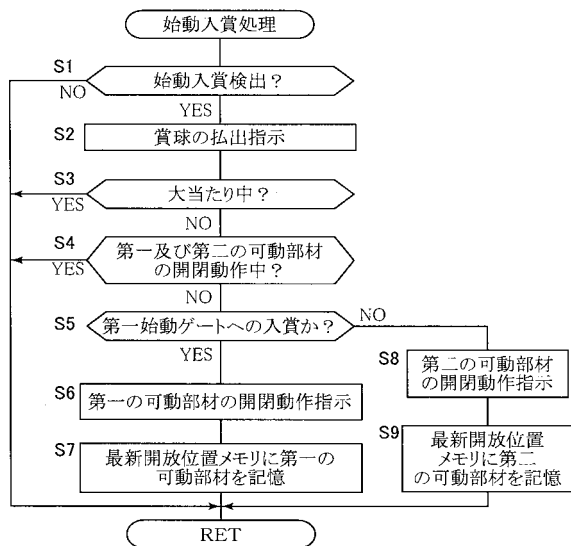 始動入賞処理
S1
始動入賞検出?
NO
YES
S2
賞球の払出指示
S3
大当たり中?
YES
NO
S4
第一及び第二の可動部材
の開閉動作中?
YES
NO
S5
第一始動ゲートへの入賞か?
NO
YES
S6
第一の可動部材の開閉動作指示
S7
最新開放位置メモリに第一の
可動部材を記憶
S8
第二の可動部材
の開閉動作指示
S9
最新開放位置
メモリに第二
の可動部材を記憶
RET